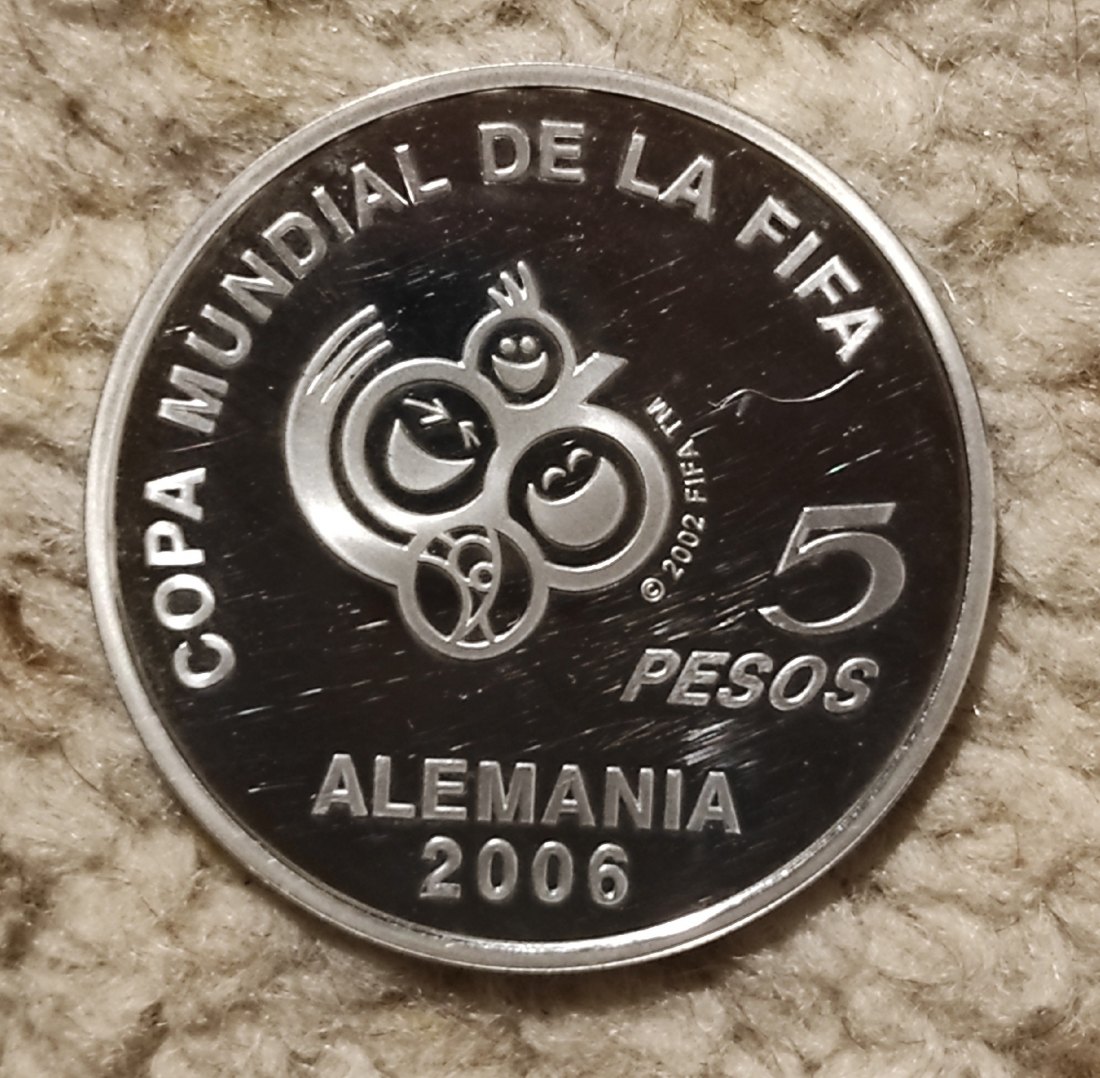 COPA MUNDIAL DE LA FIFA
© 2002 FIFA TM
5
PESOS
ALEMANIA
2006